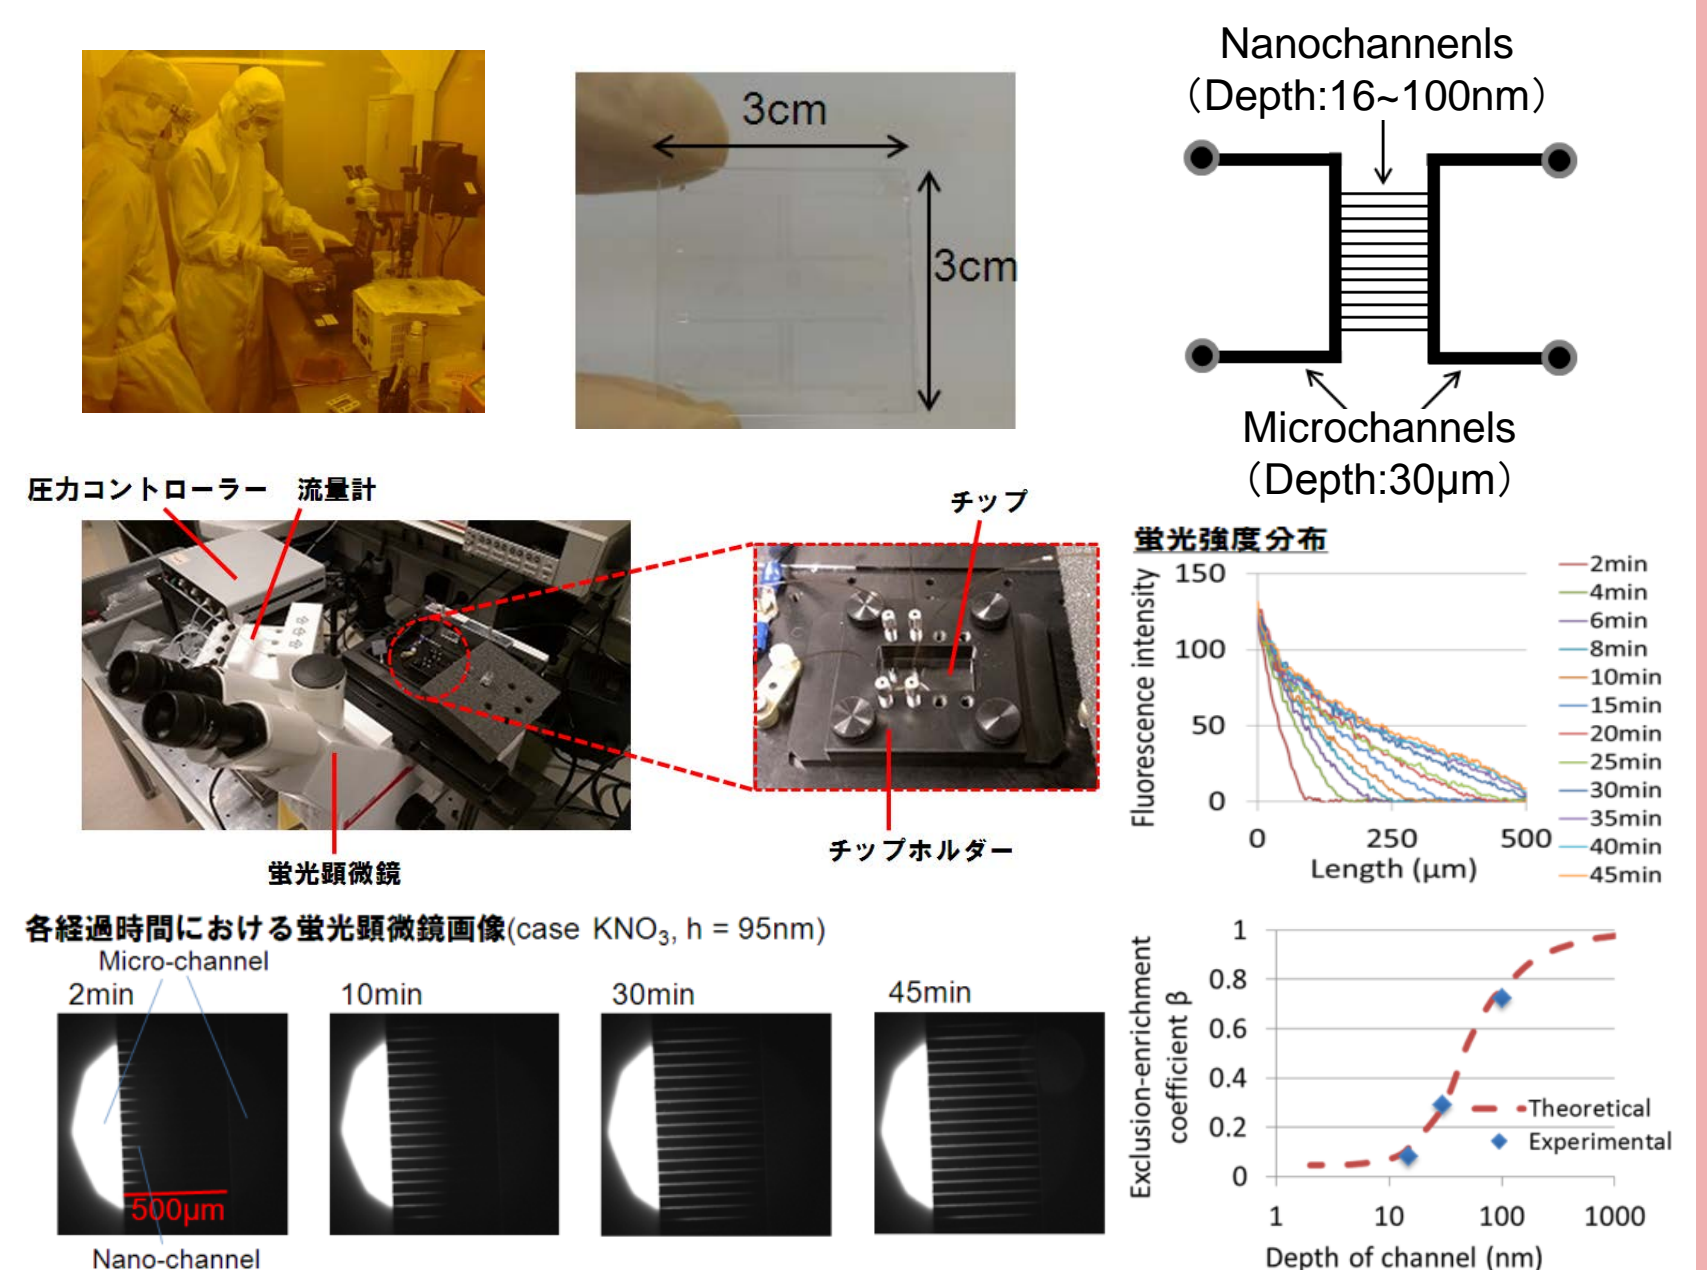 3cm
3cm
Nanochannenls
（Depth:16~100nm）
Microchannels
（Depth:30μm）
圧力コントローラー
流量計
チップ
チップホルダー
蛍光顕微鏡
蛍光強度分布
Fluorescence intensity
150
100
50
0
0
250
500
Length (μm)
2min
4min
6min
8min
10min
15min
20min
25min
30min
35min
40min
45min
各経過時間における蛍光顕微鏡画像(case KNO₃, h = 95nm)
Micro-channel
2min
10min
30min
45min
500μm
Nano-channel
Exclusion-enrichment
coefficient β
1
0.8
0.6
0.4
0.2
0
1
10
100
1000
Depth of channel (nm)
Theoretical
Experimental